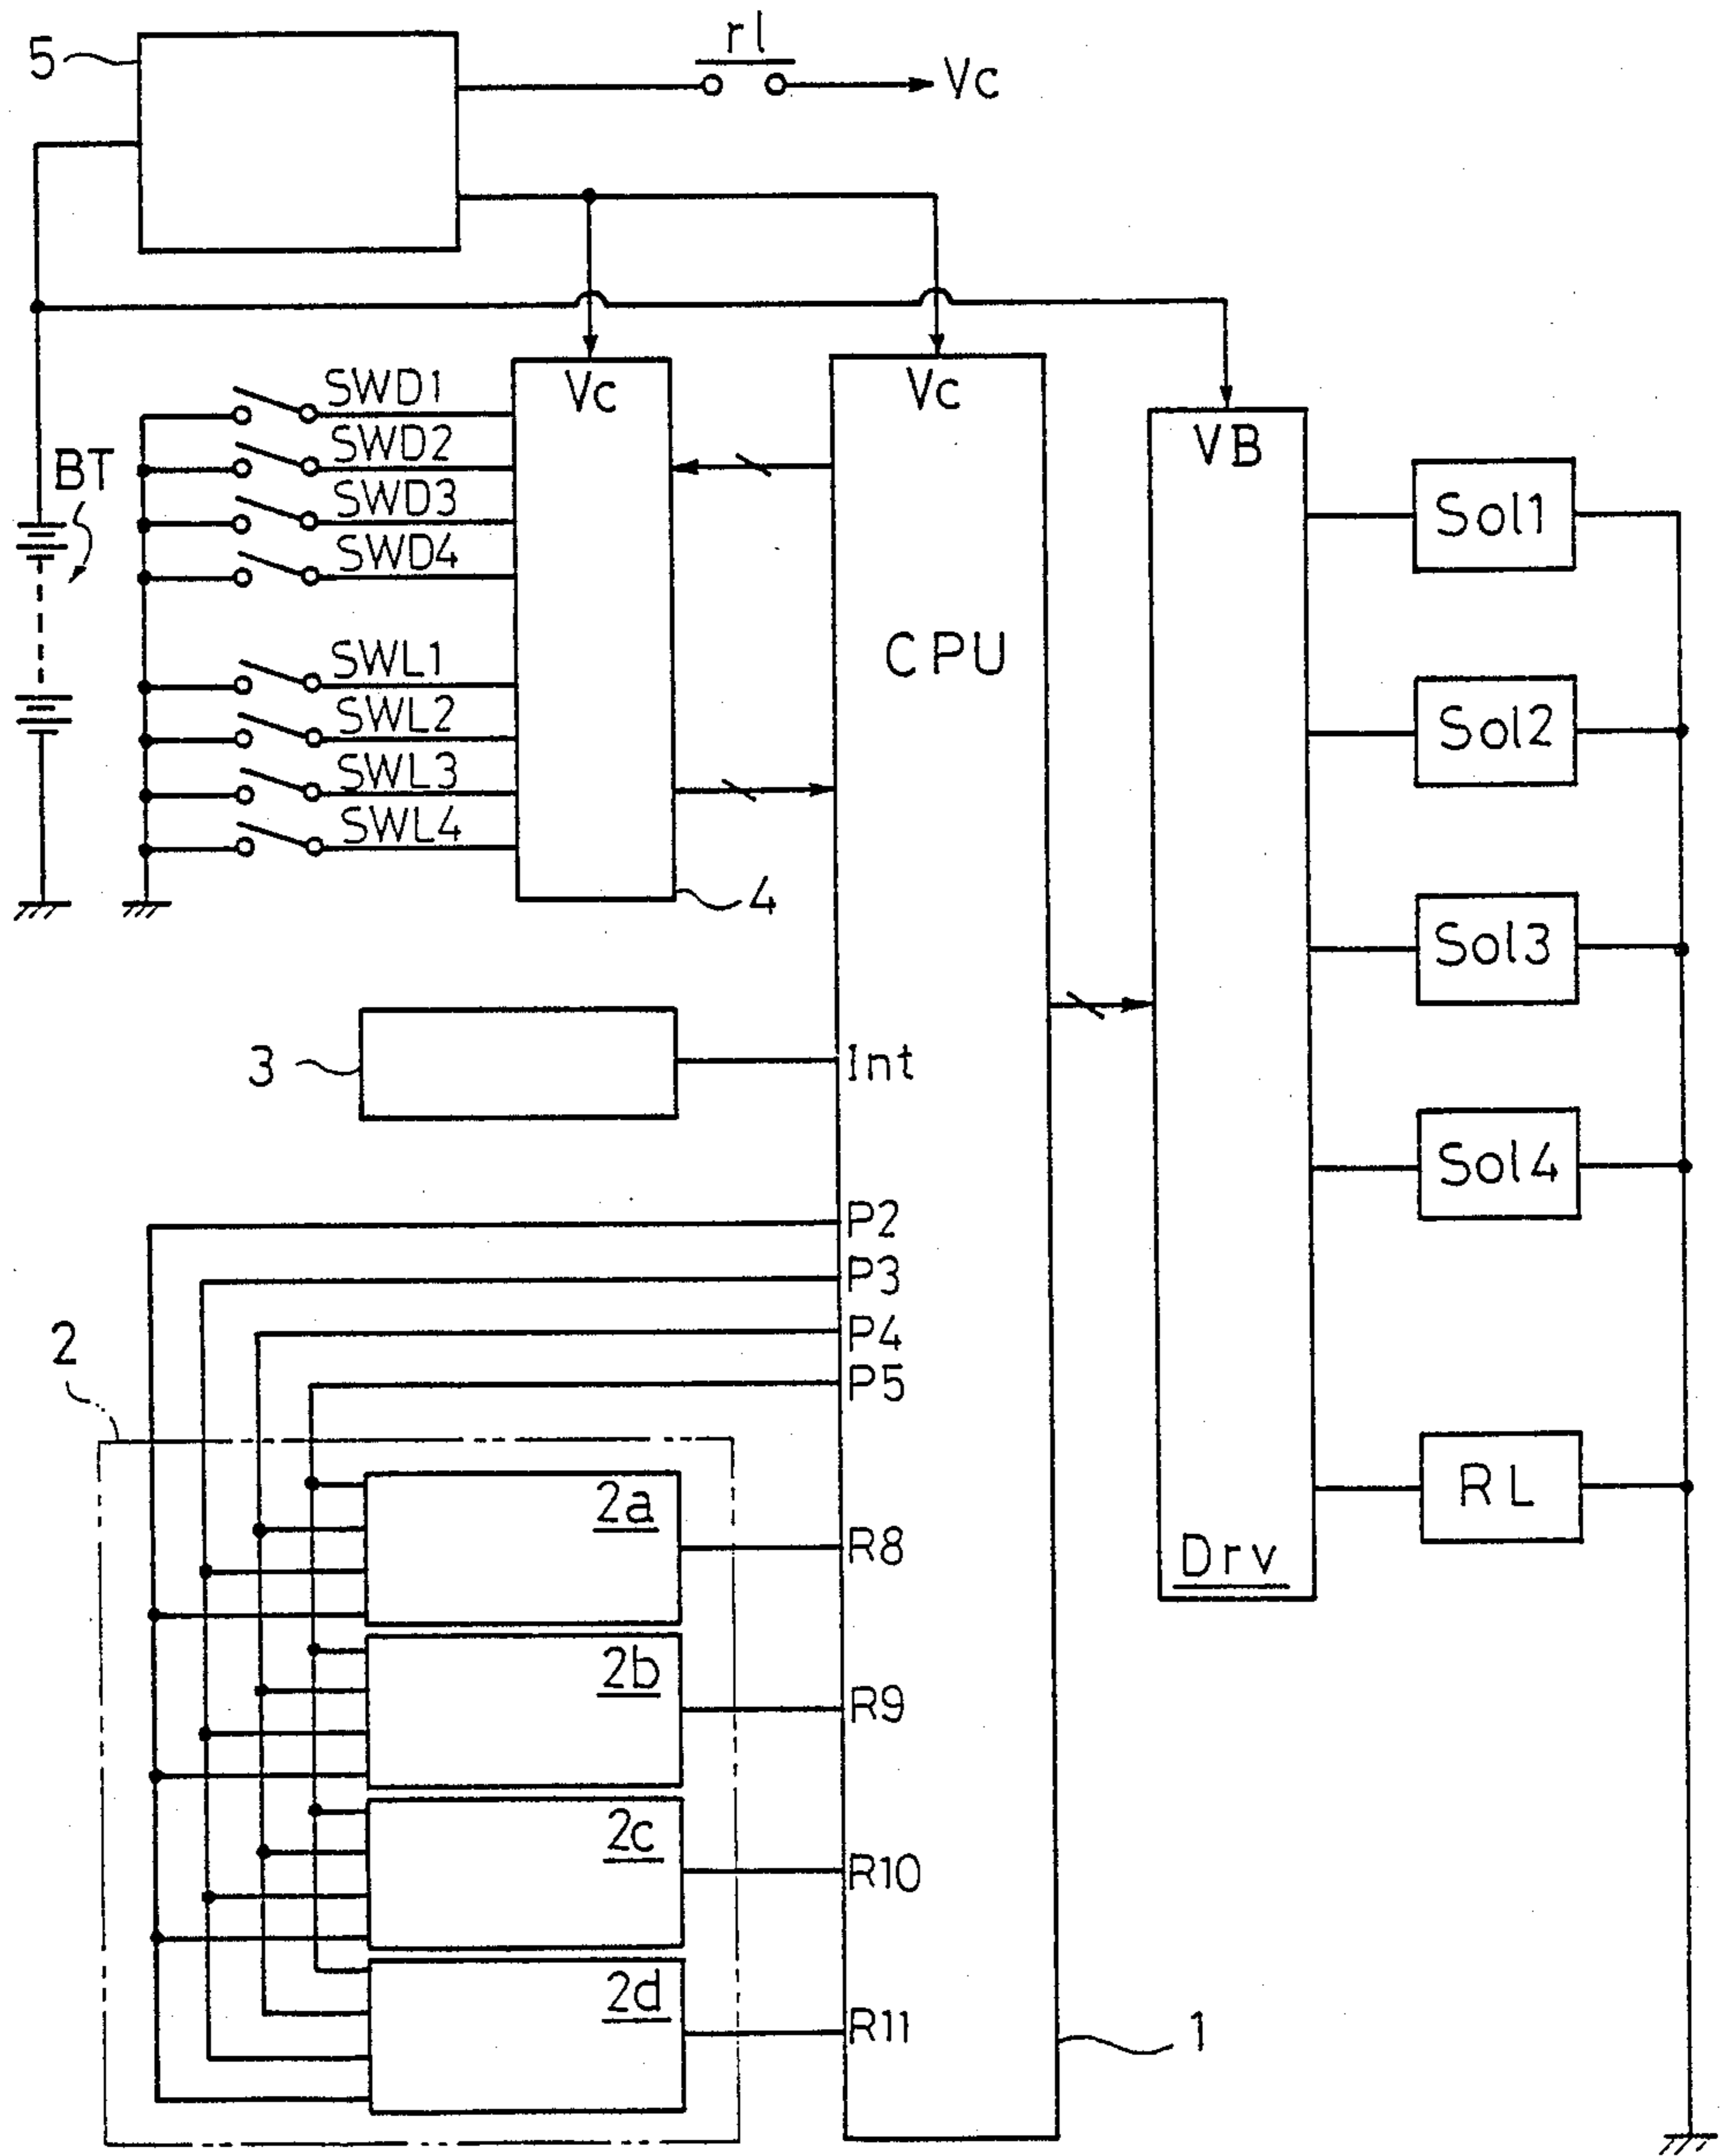 5
rl
Vc
BT
SWD1
SWD2
SWD3
SWD4
SWL1
SWL2
SWL3
SWL4
Vc
4
Vc
CPU
VB
Sol1
Sol2
Sol3
Sol4
RL
Drv
3
Int
P2
P3
P4
P5
2
2a
R8
2b
R9
2c
R10
2d
R11
1